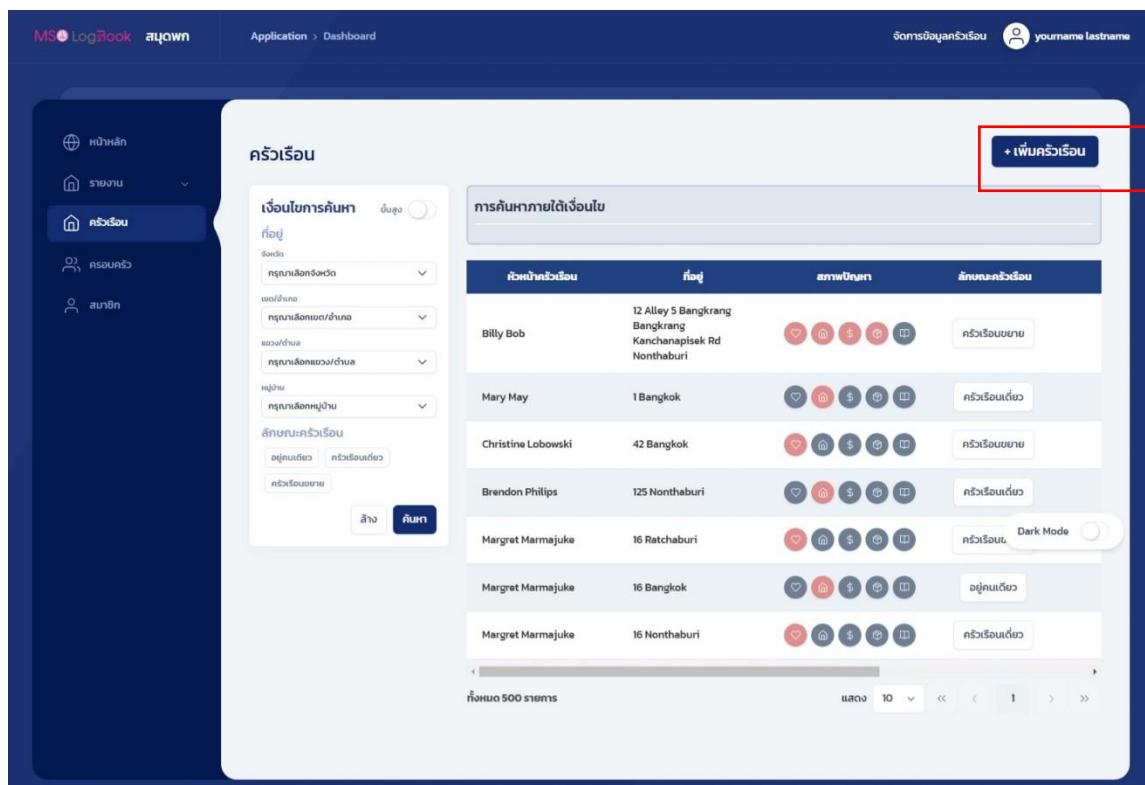 MSO LogBook สมุดพก
Application > Dashboard
จัดการข้อมูลครัวเรือน
yourname lastname
หน้าหลัก
รายงาน
ครัวเรือน
ครอบครัว
สมาชิก
ครัวเรือน
+ เพิ่มครัวเรือน
เงื่อนไขการค้นหา ขั้นสูง
ที่อยู่
จังหวัด
กรุณาเลือกจังหวัด
เขต/อำเภอ
กรุณาเลือกเขต/อำเภอ
แขวง/ตำบล
กรุณาเลือกแขวง/ตำบล
หมู่บ้าน
กรุณาเลือกหมู่บ้าน
ลักษณะครัวเรือน
อยู่คนเดียว ครัวเรือนเดี่ยว
ครัวเรือนขยาย
ล้าง ค้นหา
การค้นหาภายใต้เงื่อนไข
หัวหน้าครัวเรือน ที่อยู่ สภาพปัญหา ลักษณะครัวเรือน
Billy Bob
12 Alley 5 Bangkrang
Bangkrang
Kanchanapisek Rd
Nonthaburi
ครัวเรือนขยาย
Mary May 1 Bangkok ครัวเรือนเดี่ยว
Christine Lobowski 42 Bangkok ครัวเรือนขยาย
Brendon Philips 125 Nonthaburi ครัวเรือนเดี่ยว
Margret Marmajuke 16 Ratchaburi
Dark Mode
Margret Marmajuke 16 Bangkok อยู่คนเดียว
Margret Marmajuke 16 Nonthaburi ครัวเรือนเดี่ยว
ทั้งหมด 500 รายการ
แสดง 10 << < 1 > >>